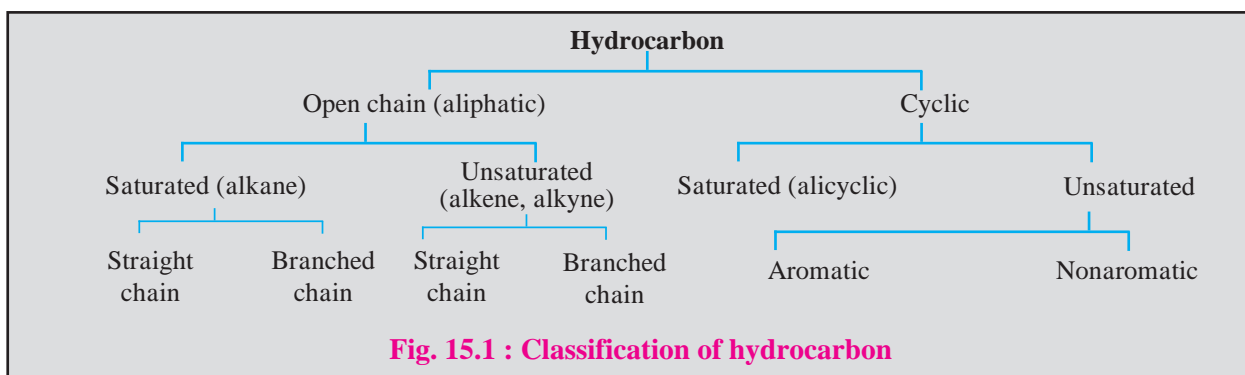 Hydrocarbon
Open chain (aliphatic)
Cyclic
Saturated (alkane)
Unsaturated
(alkene, alkyne)
Saturated (alicyclic)
Unsaturated
Straight
chain
Branched
chain
Straight
chain
Branched
chain
Aromatic
Nonaromatic
Fig. 15.1 : Classification of hydrocarbon